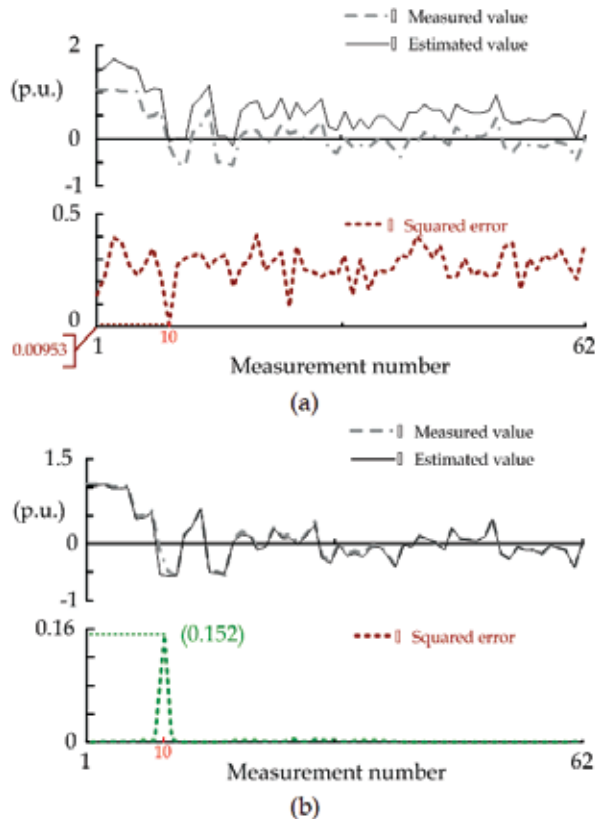 Measured value
Estimated value
2
(p.u.) 1
0
-1
0.5
Squared error
0
0.00953
1 10 62
Measurement number
(a)
Measured value
Estimated value
1.5
(p.u.)
0
-1
0.16
(0.152)
Squared error
0
1 10 62
Measurement number
(b)